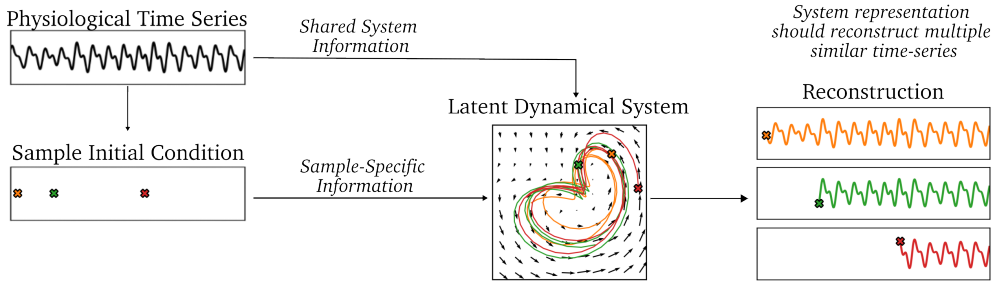 Physiological Time Series
Shared System
Information
System representation
should reconstruct multiple
similar time-series
Latent Dynamical System
Reconstruction
Sample Initial Condition
Sample-Specific
Information